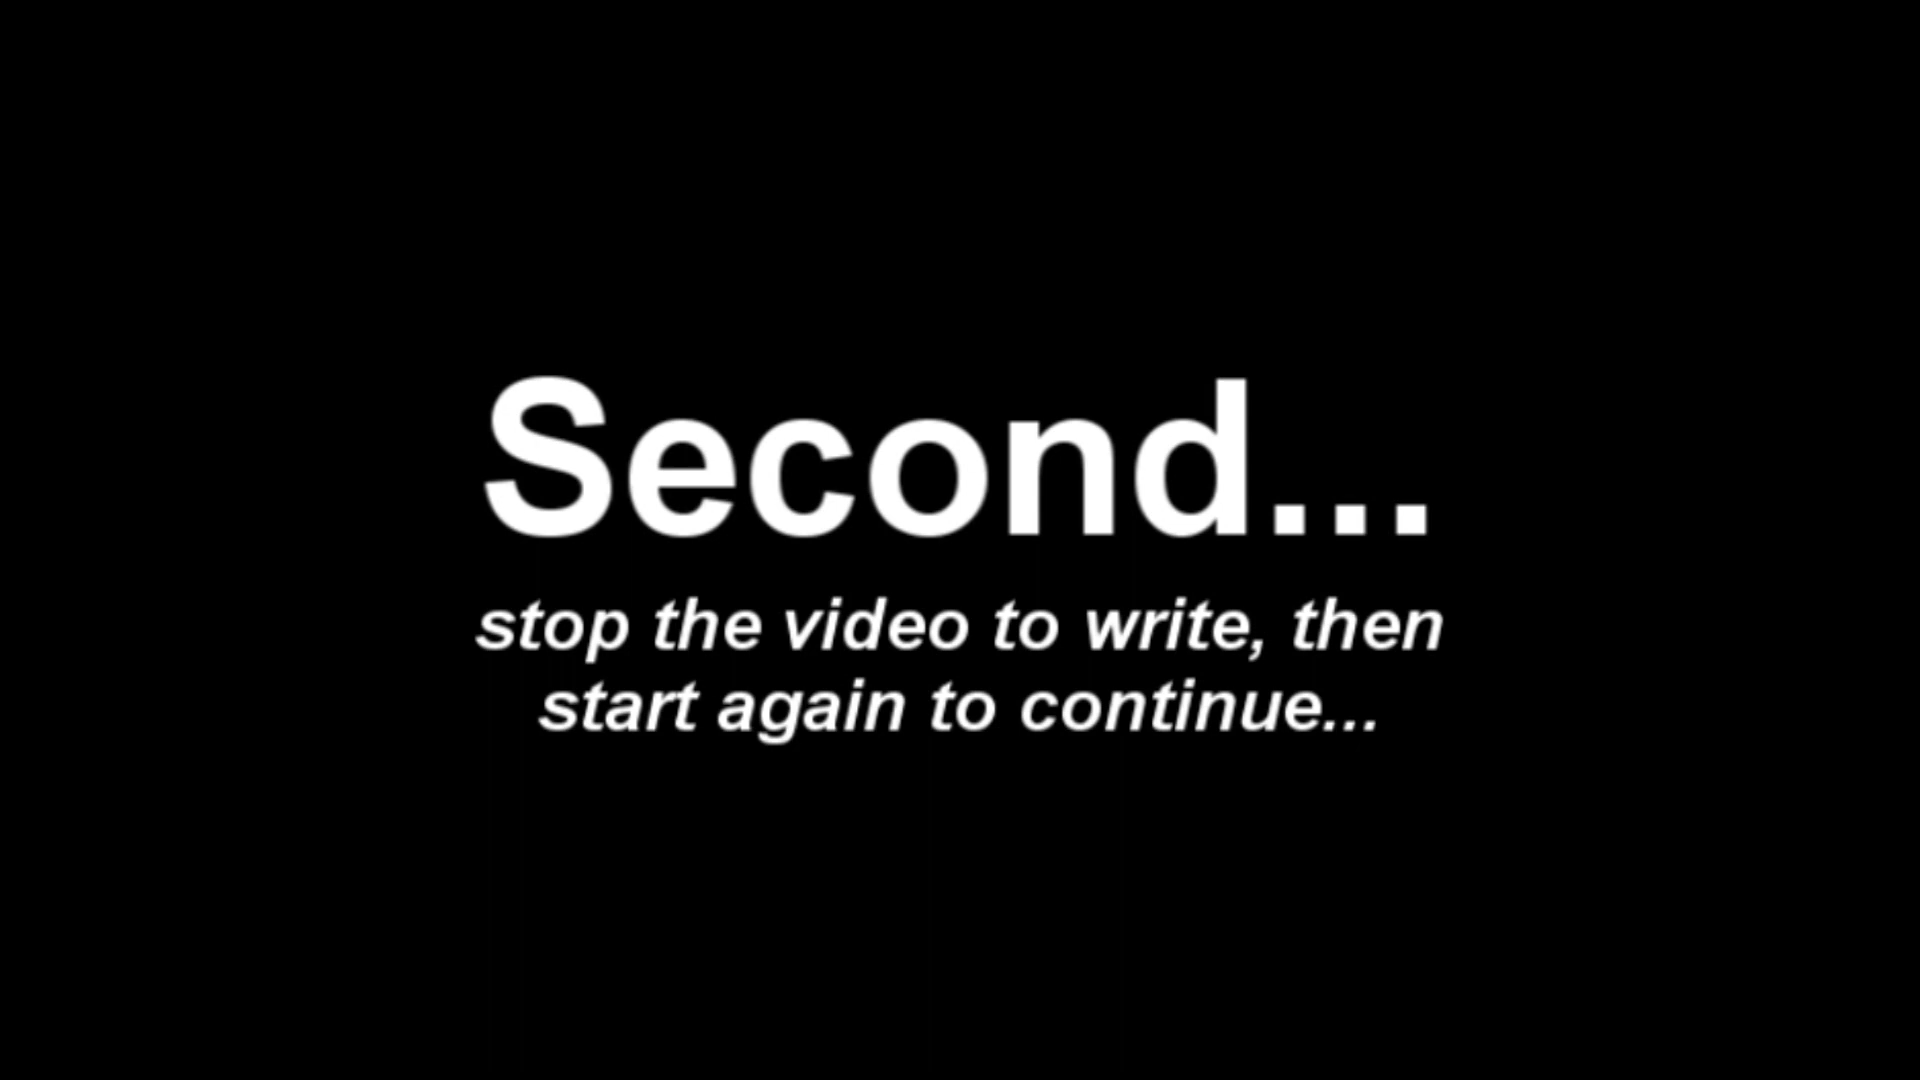 Second...
stop the video to write, then
start again to continue...